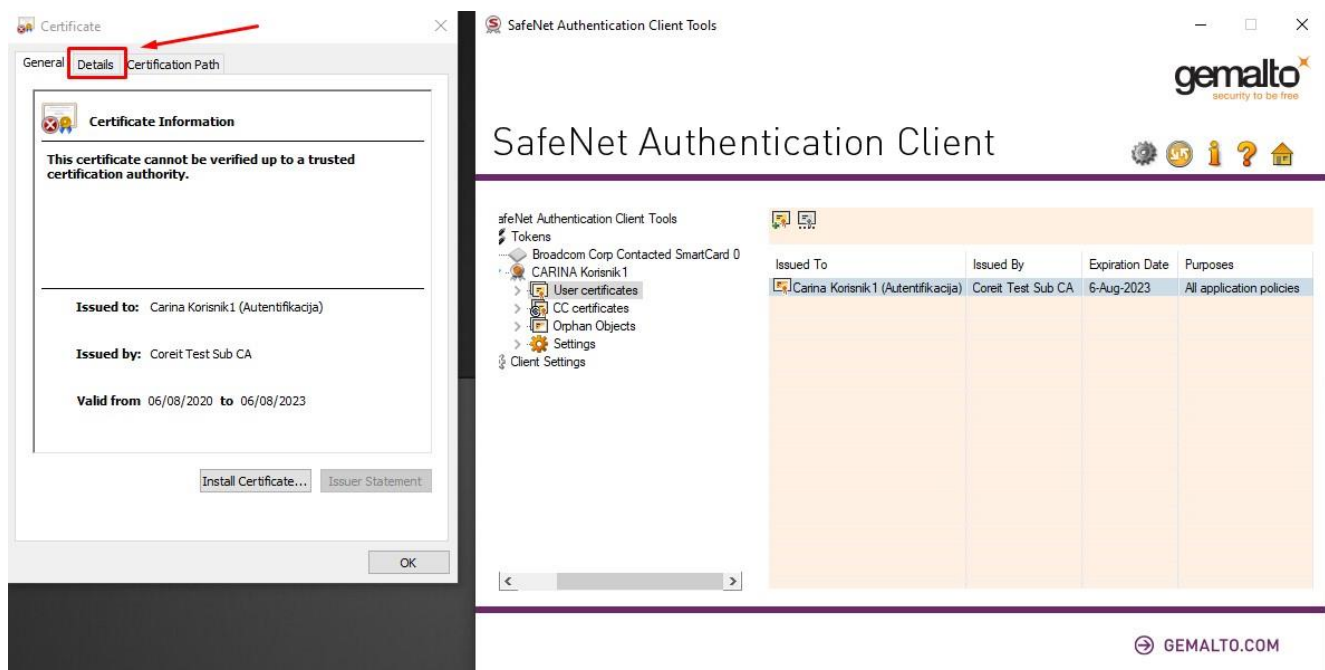 Certificate
General Details Certification Path
Certificate Information
This certificate cannot be verified up to a trusted
certification authority.
Issued to: Carina Korisnik1 (Autentifikacija)
Issued by: Coreit Test Sub CA
Valid from 06/08/2020 to 06/08/2023
Install Certificate... Issuer Statement
OK
SafeNet Authentication Client Tools
gemalto
security to be free
SafeNet Authentication Client
afeNet Authentication Client Tools
Tokens
Broadcom Corp Contacted SmartCard 0
CARINA Korisnik1
User certificates
CC certificates
Orphan Objects
Settings
Client Settings
Issued To Issued By Expiration Date Purposes
Carina Korisnik1 (Autentifikacija) Coreit Test Sub CA 6-Aug-2023 All application policies
GEMALTO.COM